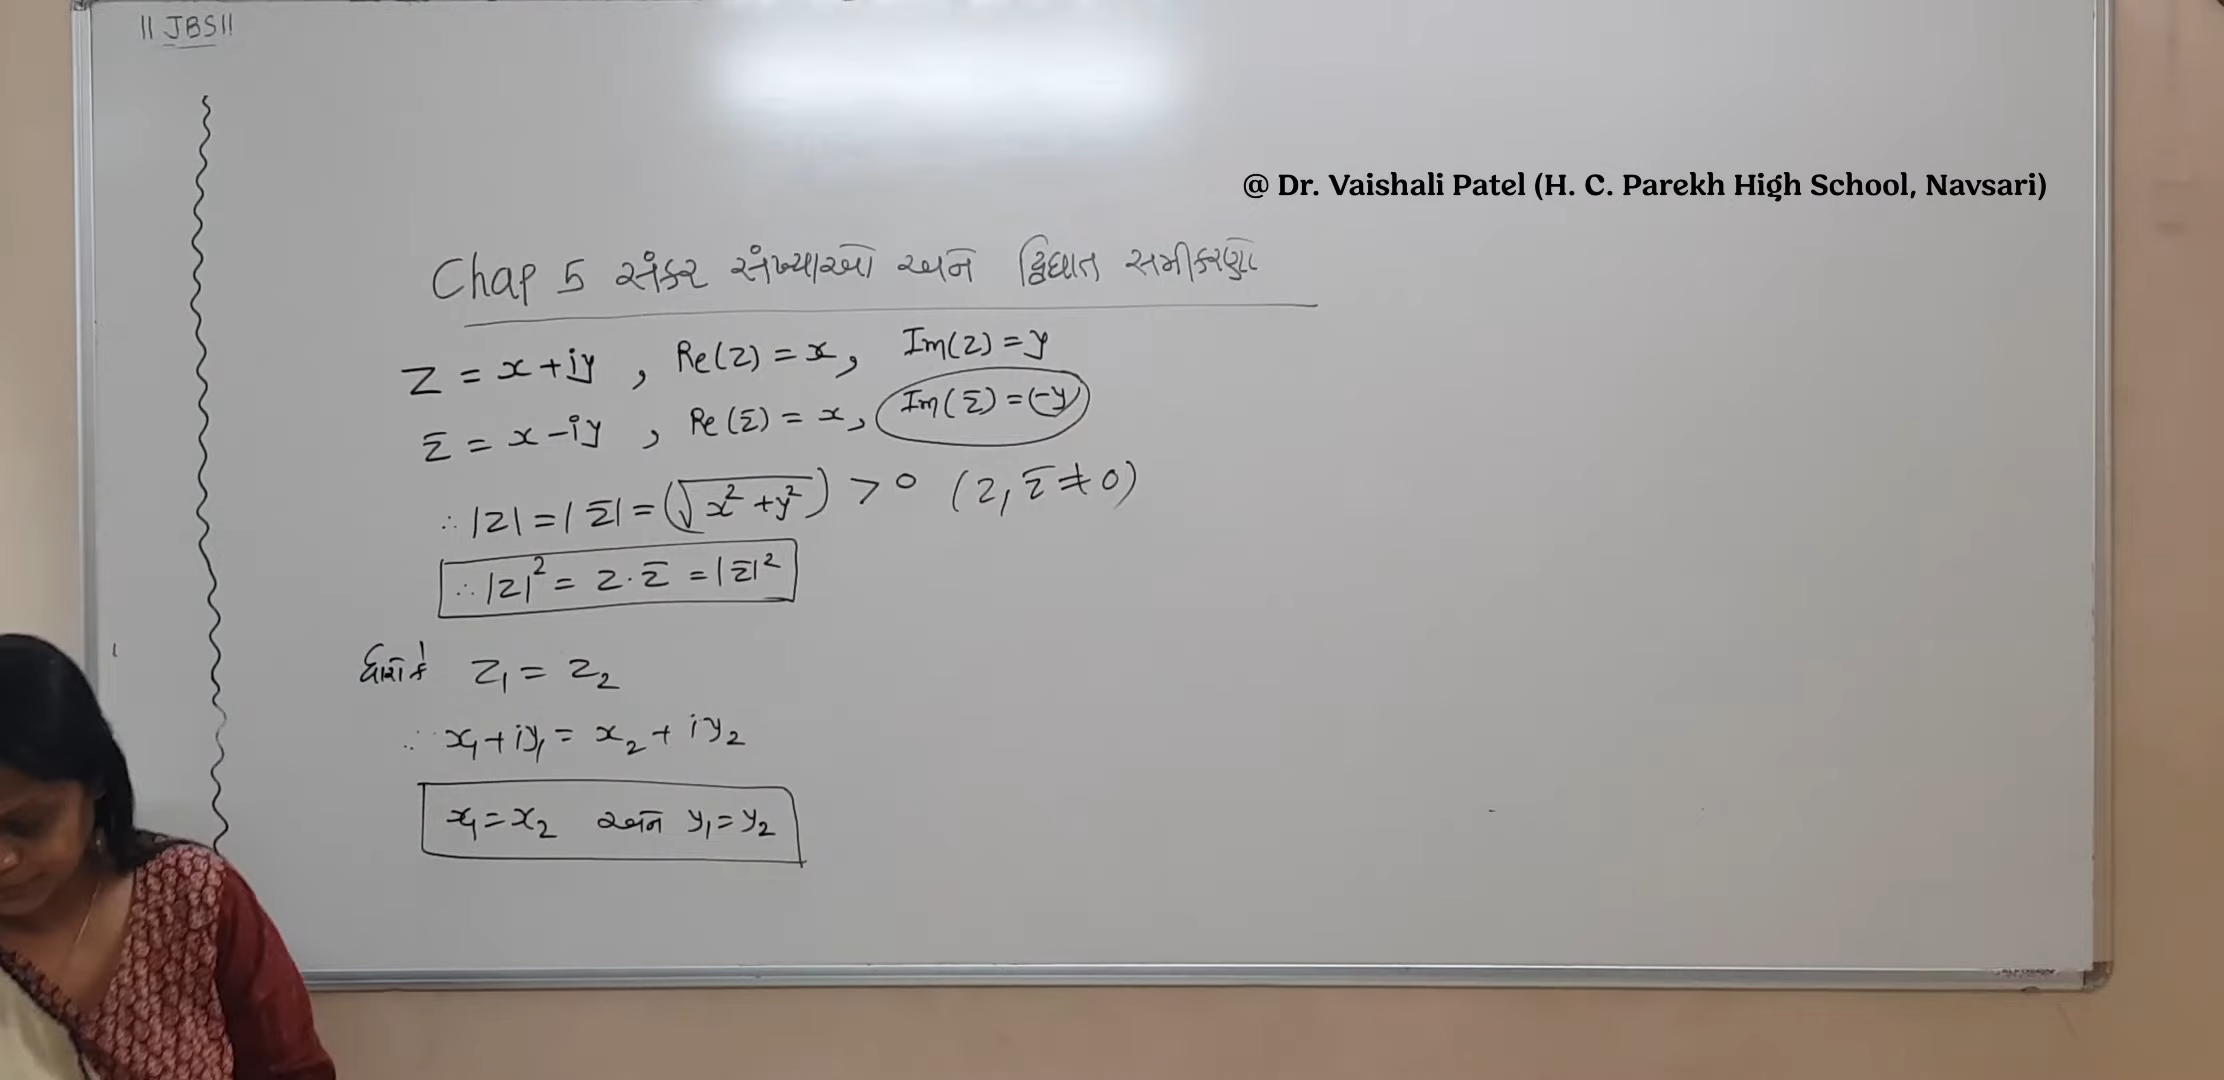 || JBS ||
@ Dr. Vaishali Patel (H. C. Parekh High School, Navsari)
Chap 5 સંકર સંખ્યાઓ અને દ્વિઘાત સમીકરણો
Z = x + iy , Re(z) = x , Im(z) = y
z̅ = x - iy , Re(z̅) = x , Im(z̅) = (-y)
∴ |z| = |z̅| = (√x² + y²) > 0 (z, z̅ ≠ 0)
∴ |z|² = z · z̅ = |z̅|²
ધારો કે z₁ = z₂
∴ x₁ + iy₁ = x₂ + iy₂
x₁ = x₂ અને y₁ = y₂